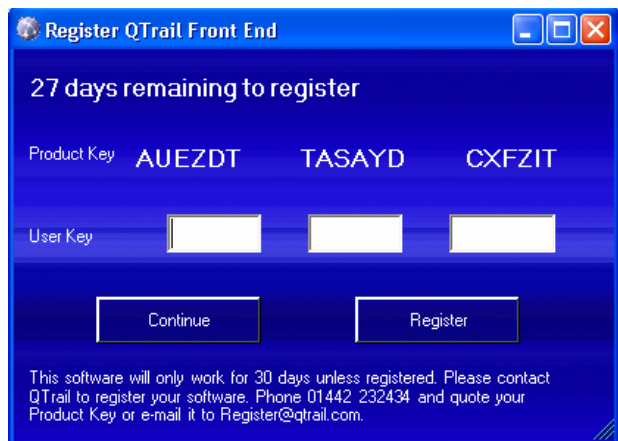 Register QTrail Front End
27 days remaining to register
Product Key AUEZDT TASAYD CXFZIT
User Key
Continue Register
This software will only work for 30 days unless registered. Please contact
QTrail to register your software. Phone 01442 232434 and quote your
Product Key or e-mail it to Register@qtrail.com.